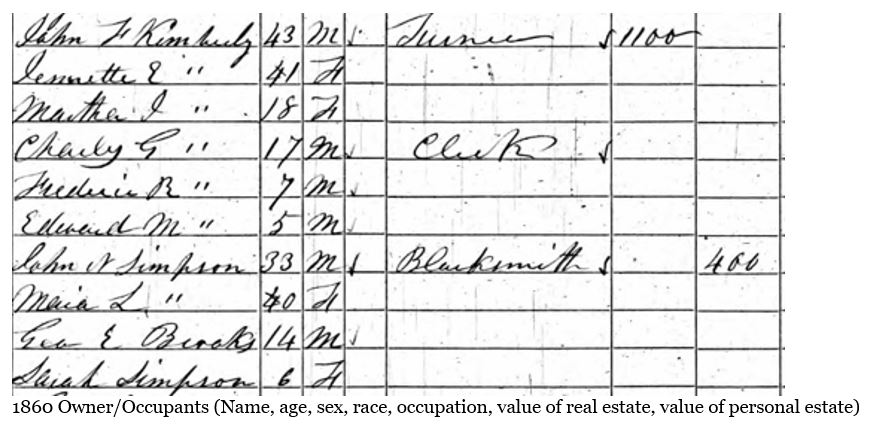 John F Kimberly 43 M Turner $1100
Jennette E " 41 F
Martha I " 18 F
Charly G " 17 M Clerk
Frederic R " 7 M
Edward M " 5 M
John N Simpson 33 M Blacksmith 400
Maria L " 40 F
Geo E Brooks 14 M
Sarah Simpson 6 F
1860 Owner/Occupants (Name, age, sex, race, occupation, value of real estate, value of personal estate)